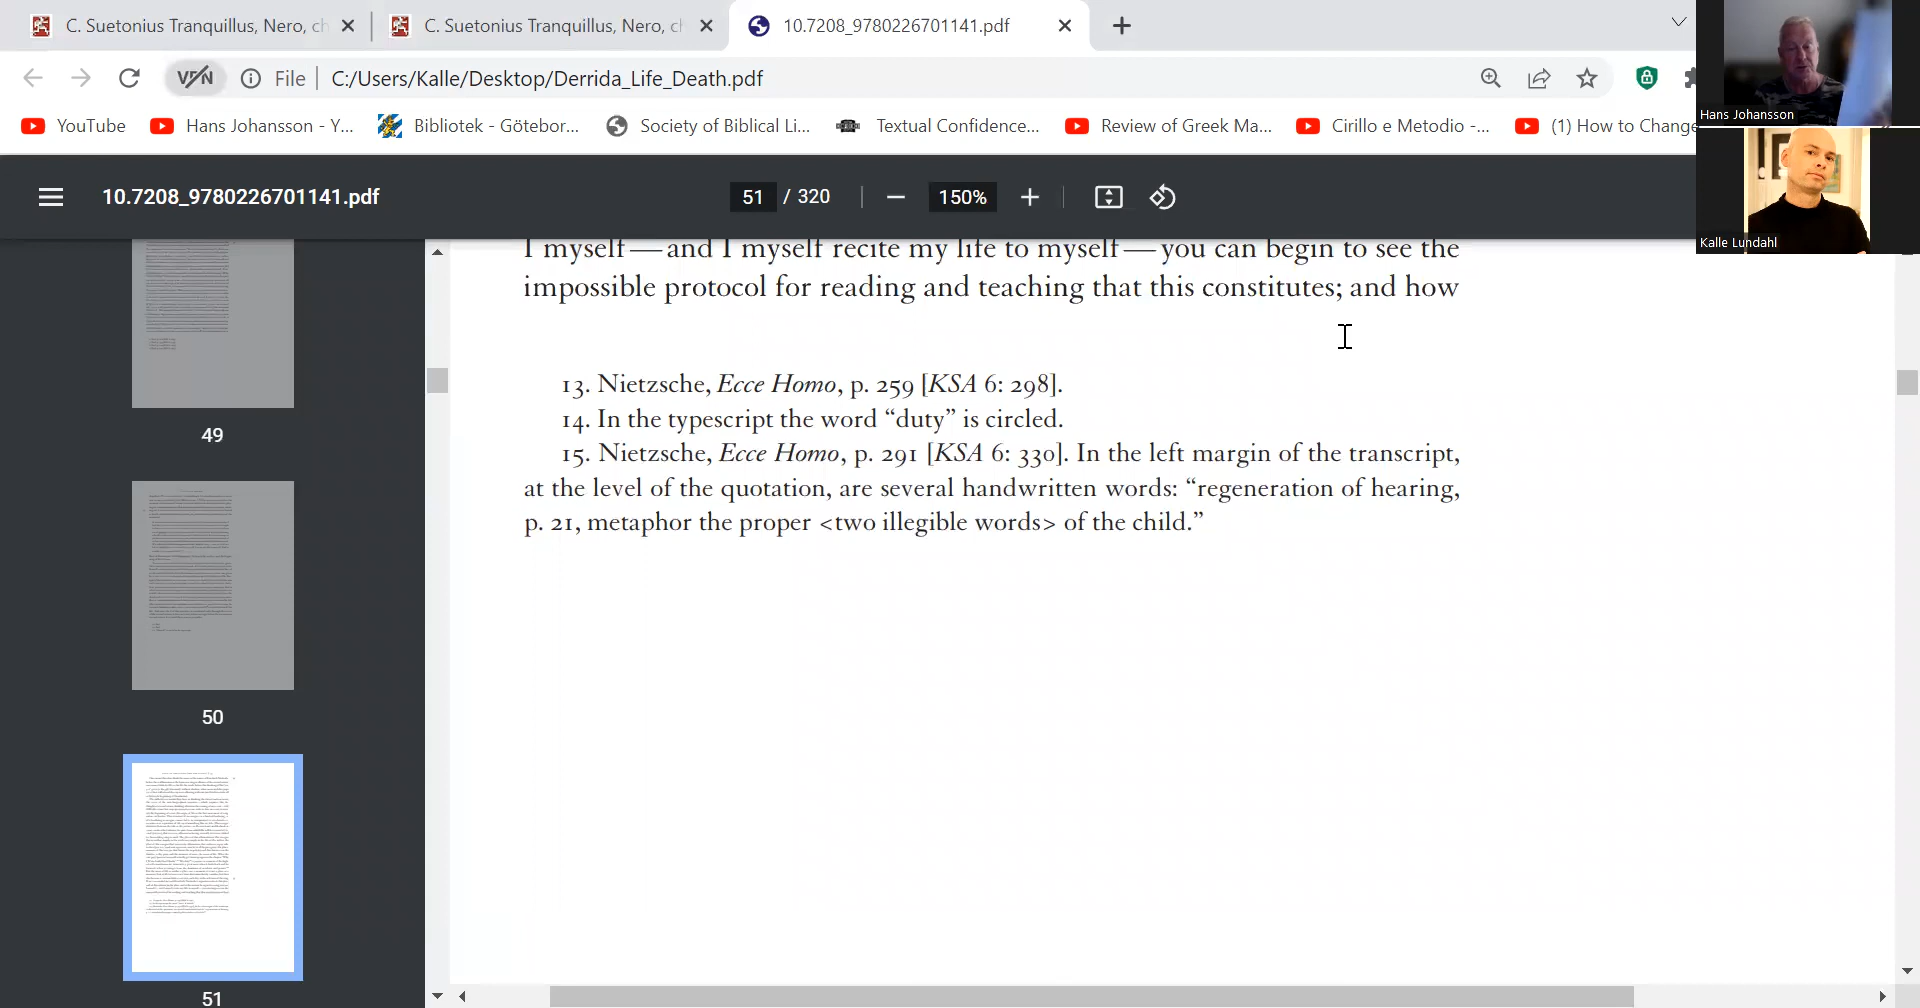 C. Suetonius Tranquillus, Nero, ch
C. Suetonius Tranquillus, Nero, ch
10.7208_9780226701141.pdf
VPN
File
C:/Users/Kalle/Desktop/Derrida_Life_Death.pdf
YouTube
Hans Johansson - Y...
Bibliotek - Götebor...
Society of Biblical Li...
Textual Confidence...
Review of Greek Ma...
Cirillo e Metodio -...
(1) How to Change
Hans Johansson
Kalle Lundahl
10.7208_9780226701141.pdf
51 / 320
150%
49
50
51
I myself — and I myself recite my life to myself — you can begin to see the
impossible protocol for reading and teaching that this constitutes; and how
13. Nietzsche, Ecce Homo, p. 259 [KSA 6: 298].
14. In the typescript the word “duty” is circled.
15. Nietzsche, Ecce Homo, p. 291 [KSA 6: 330]. In the left margin of the transcript,
at the level of the quotation, are several handwritten words: “regeneration of hearing,
p. 21, metaphor the proper <two illegible words> of the child.”